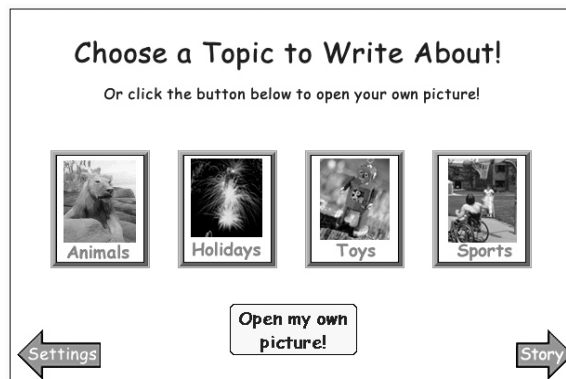 Choose a Topic to Write About!
Or click the button below to open your own picture!
Animals
Holidays
Toys
Sports
Open my own
picture!
Settings
Story